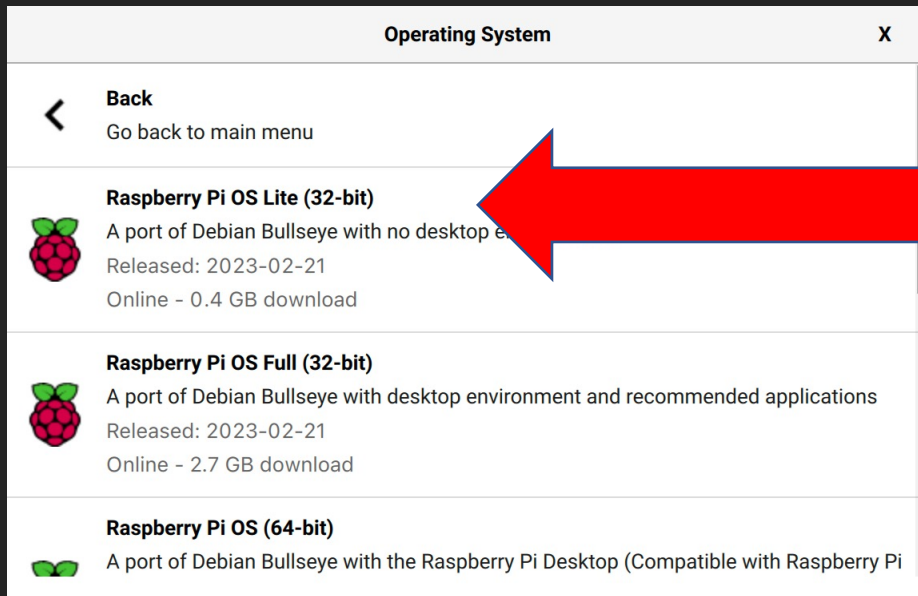 Operating System
X
Back
Go back to main menu
Raspberry Pi OS Lite (32-bit)
A port of Debian Bullseye with no desktop
Released: 2023-02-21
Online - 0.4 GB download
Raspberry Pi OS Full (32-bit)
A port of Debian Bullseye with desktop environment and recommended applications
Released: 2023-02-21
Online - 2.7 GB download
Raspberry Pi OS (64-bit)
A port of Debian Bullseye with the Raspberry Pi Desktop (Compatible with Raspberry Pi